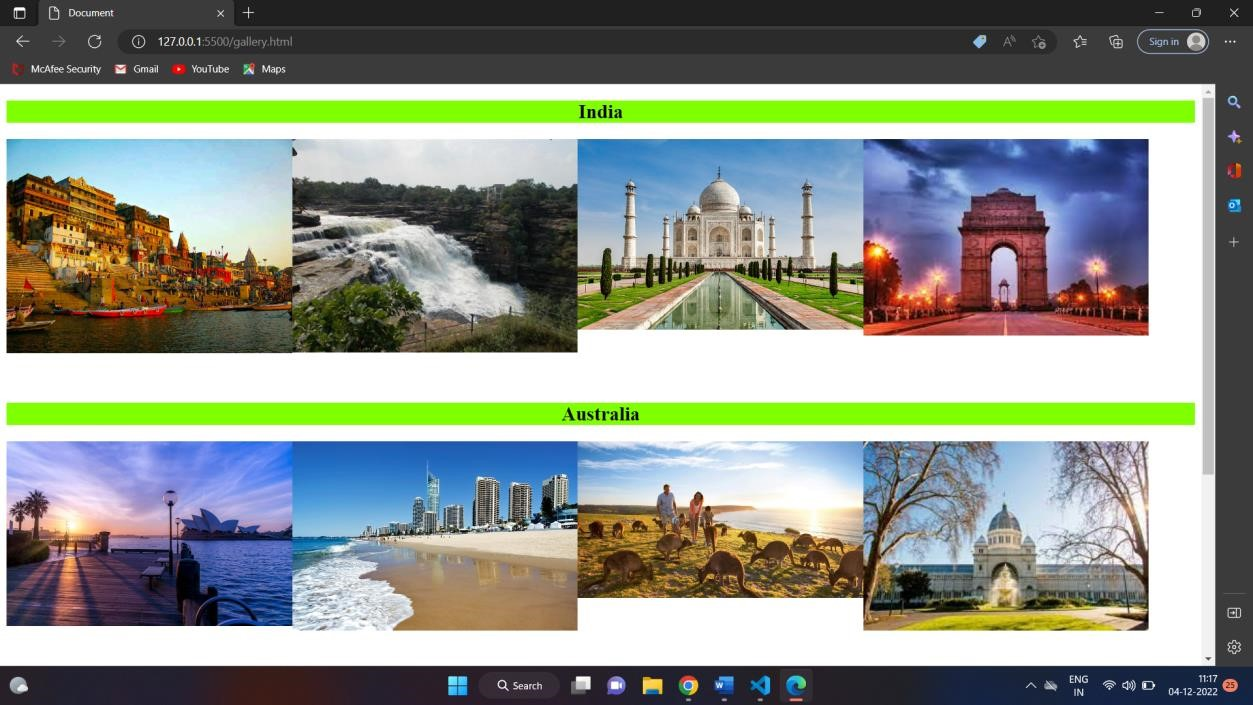 Document
127.0.0.1:5500/gallery.html
Sign in
McAfee Security Gmail YouTube Maps
India
Australia
Search
ENG
IN
11:17
04-12-2022
25